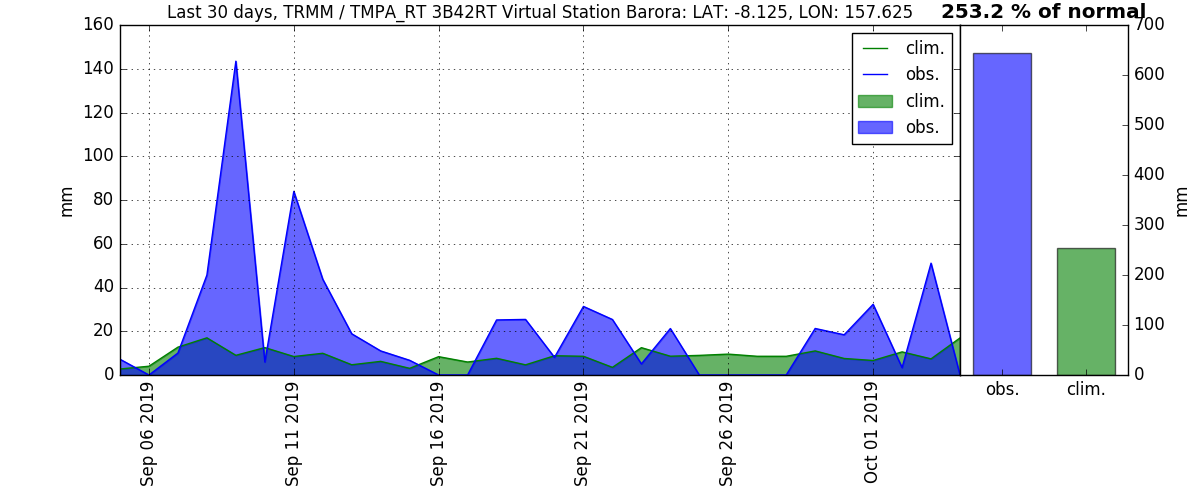 Last 30 days, TRMM / TMPA_RT 3B42RT Virtual Station Barora: LAT: -8.125, LON: 157.625
253.2 % of normal
160
140
120
100
80
60
40
20
0
mm
clim.
obs.
clim.
obs.
Sep 06 2019
Sep 11 2019
Sep 16 2019
Sep 21 2019
Sep 26 2019
Oct 01 2019
700
600
500
400
300
200
100
0
mm
obs.
clim.